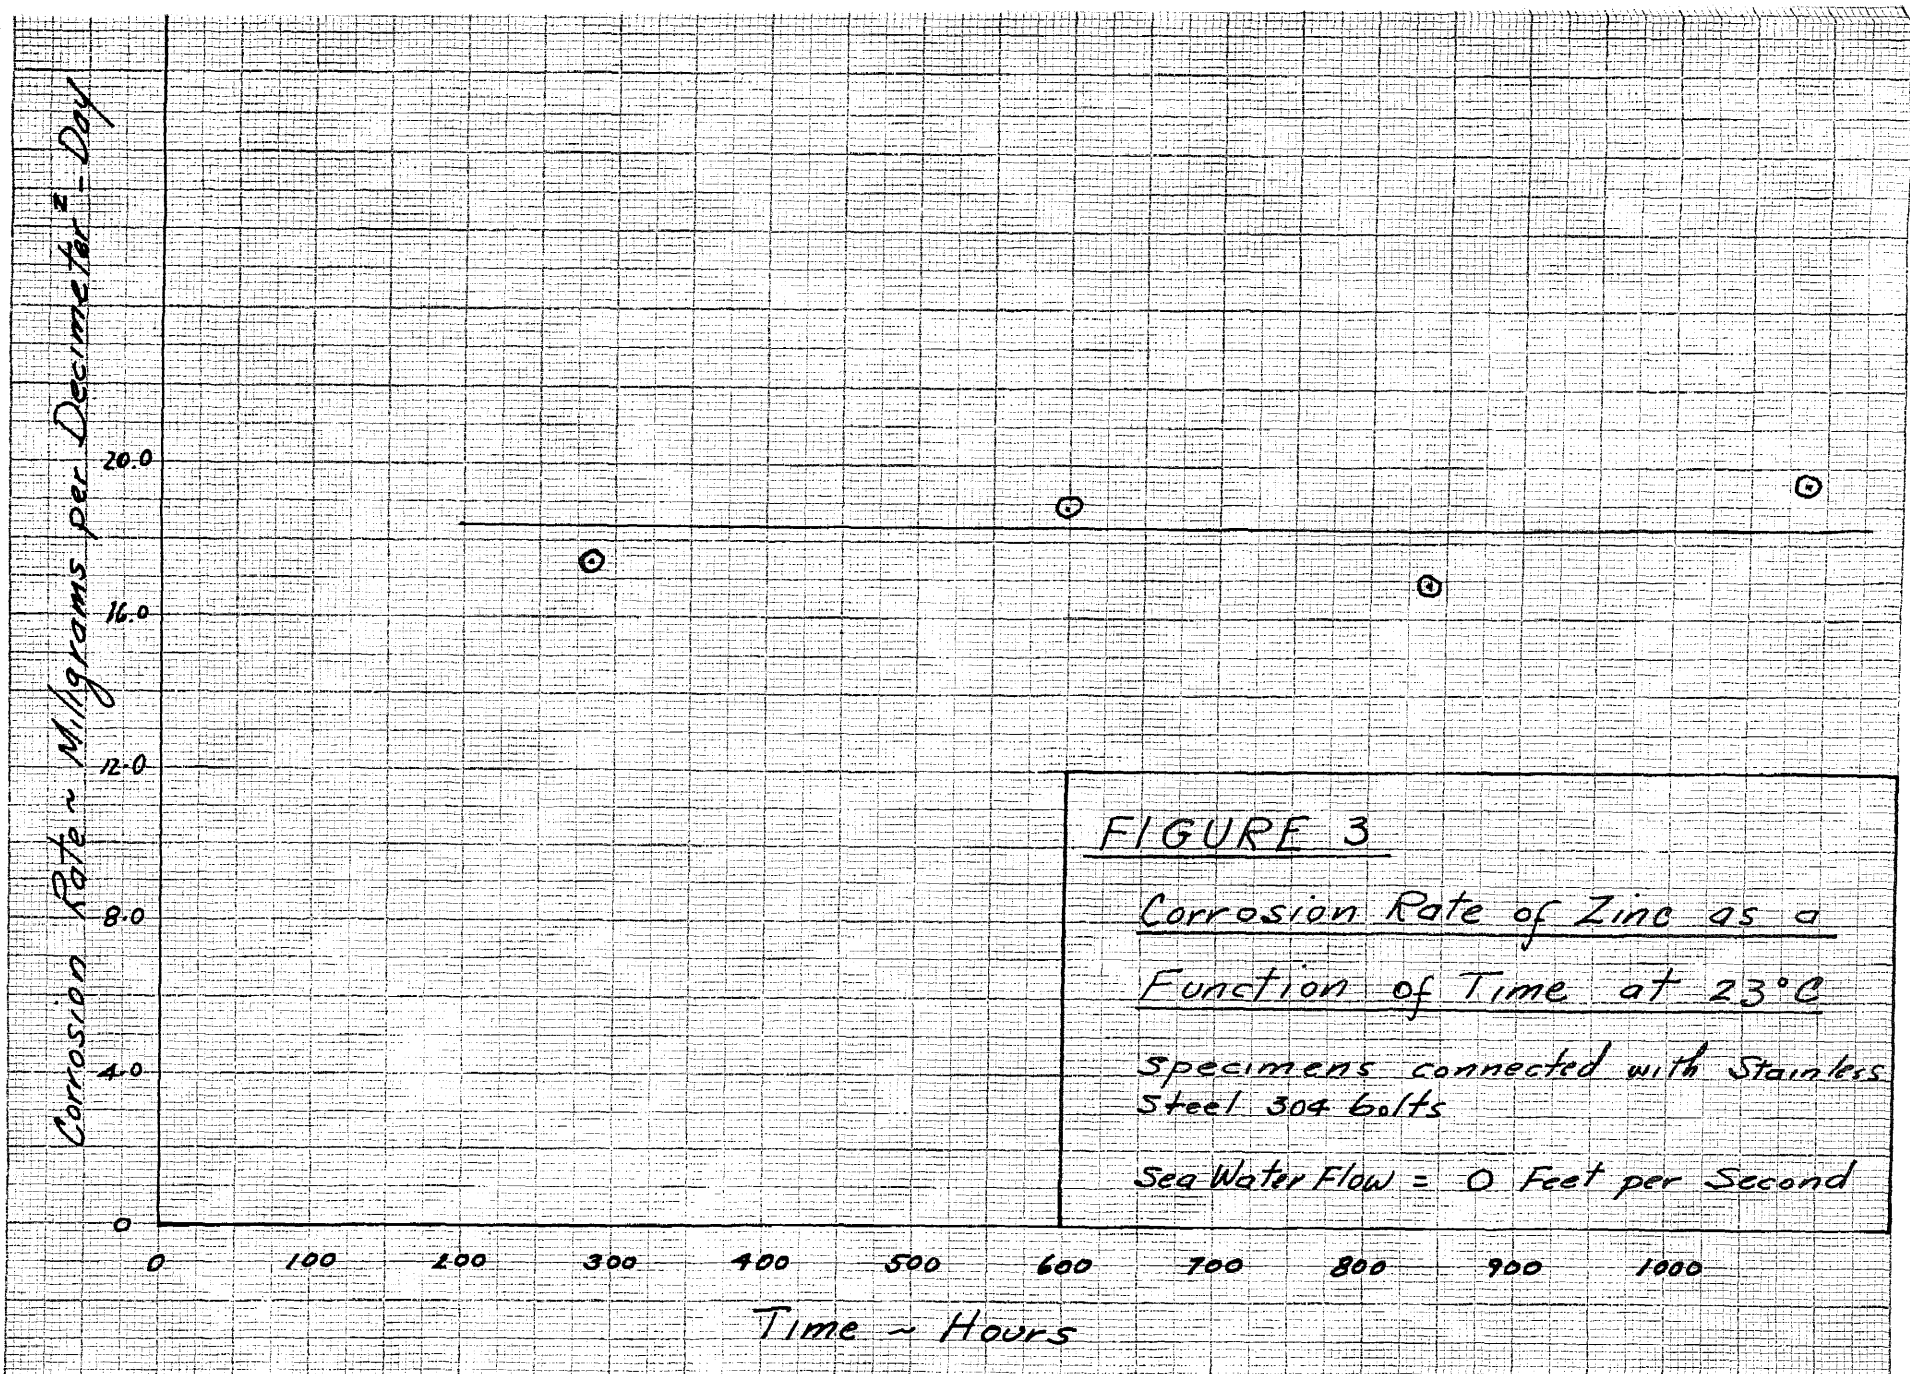 Corrosion Rate ~ Milligrams per Decimeter² - Day
20.0
16.0
12.0
8.0
4.0
0
0 100 200 300 400 500 600 700 800 900 1000
Time ~ Hours
FIGURE 3
Corrosion Rate of Zinc as a
Function of Time at 23°C
Specimens connected with Stainless
Steel 304 bolts
Sea Water Flow = 0 Feet per Second